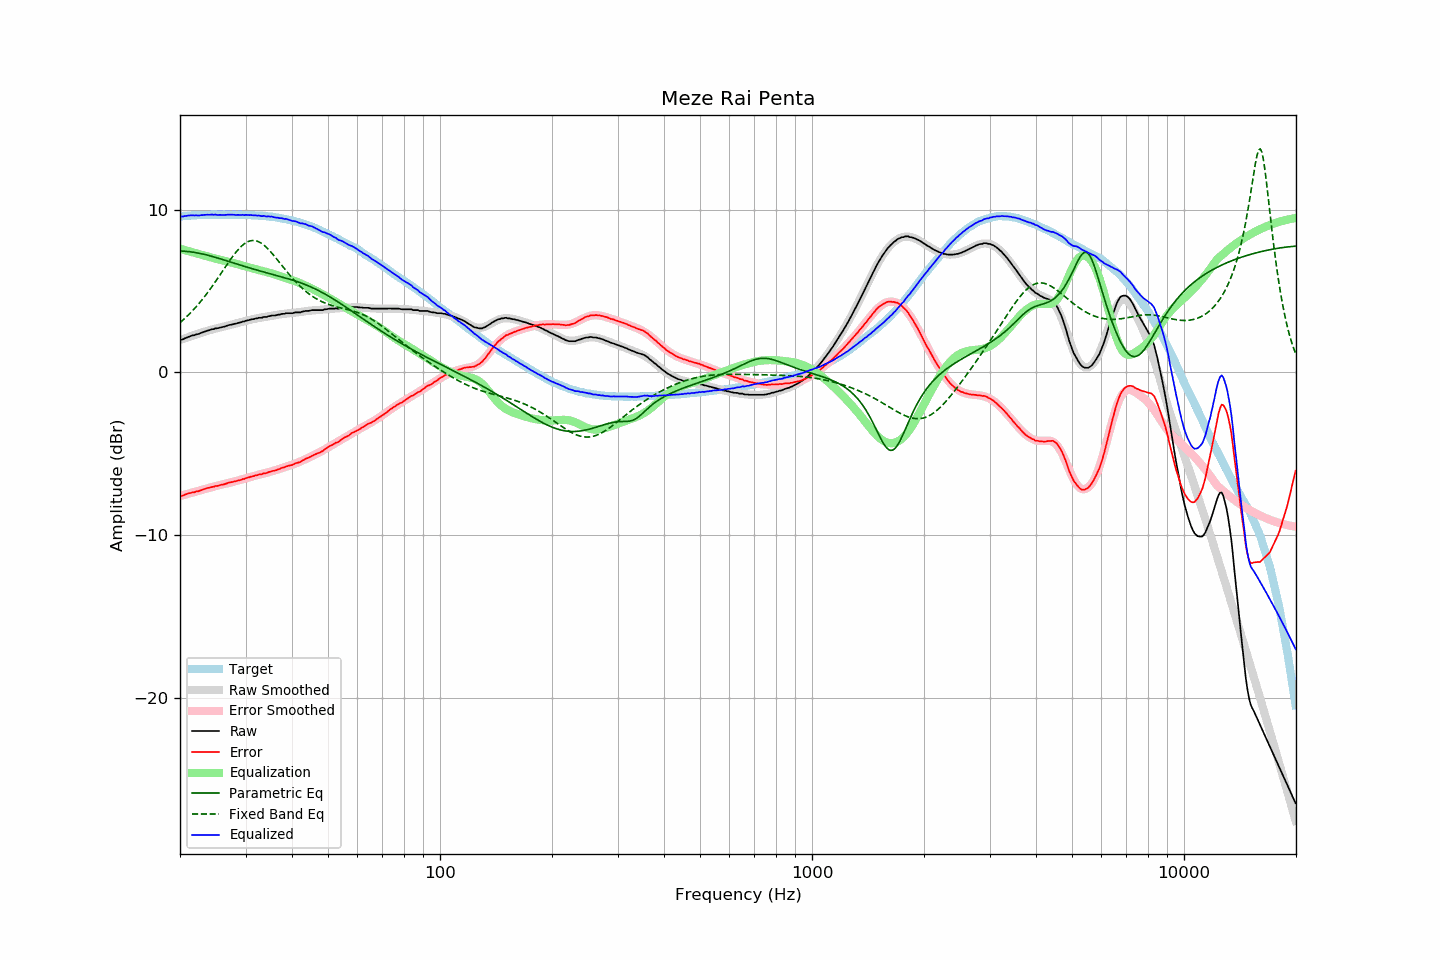 Meze Rai Penta
Amplitude (dBr)
10
0
−10
−20
Target
Raw Smoothed
Error Smoothed
Raw
Error
Equalization
Parametric Eq
Fixed Band Eq
Equalized
100
1000
10000
Frequency (Hz)